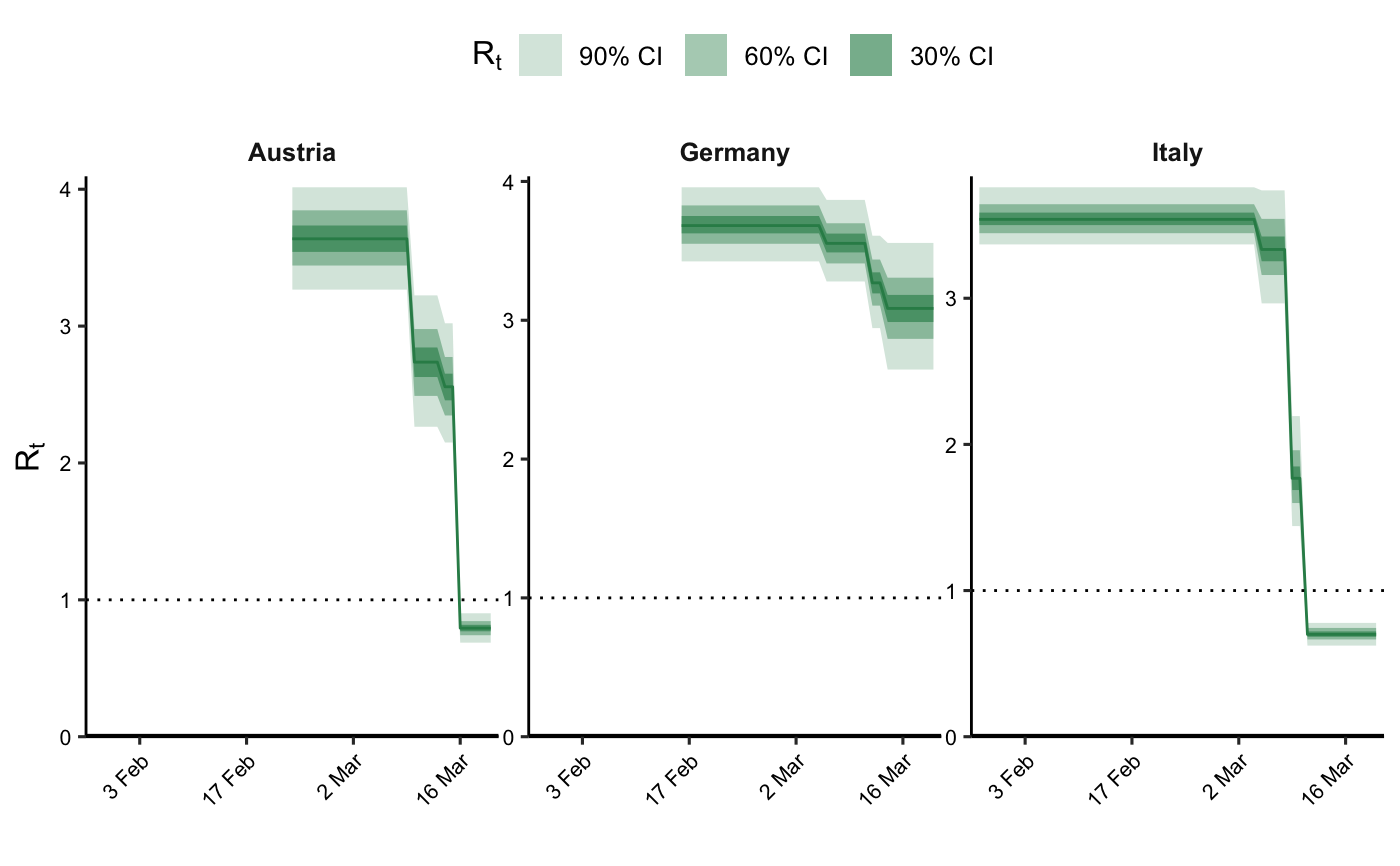 Rt 90% CI 60% CI 30% CI
Austria
Germany
Italy
Rt
4
3
2
1
0
3 Feb
17 Feb
2 Mar
16 Mar
4
3
2
1
0
3 Feb
17 Feb
2 Mar
16 Mar
3
2
1
0
3 Feb
17 Feb
2 Mar
16 Mar